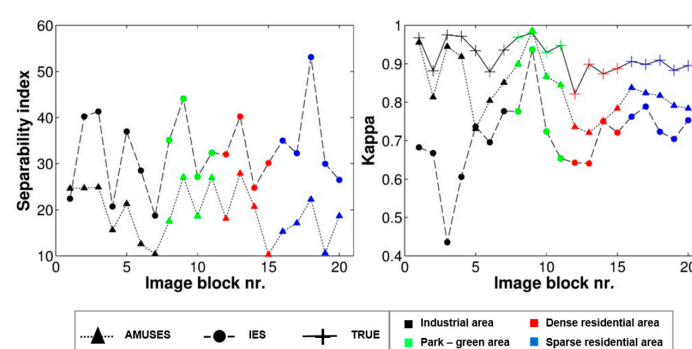 60
50
40
30
20
10
0 5 10 15 20
Separability index
Image block nr.
1
0.9
0.8
0.7
0.6
0.5
0.4
0 5 10 15 20
Kappa
Image block nr.
AMUSES IES TRUE
Industrial area Dense residential area
Park – green area Sparse residential area